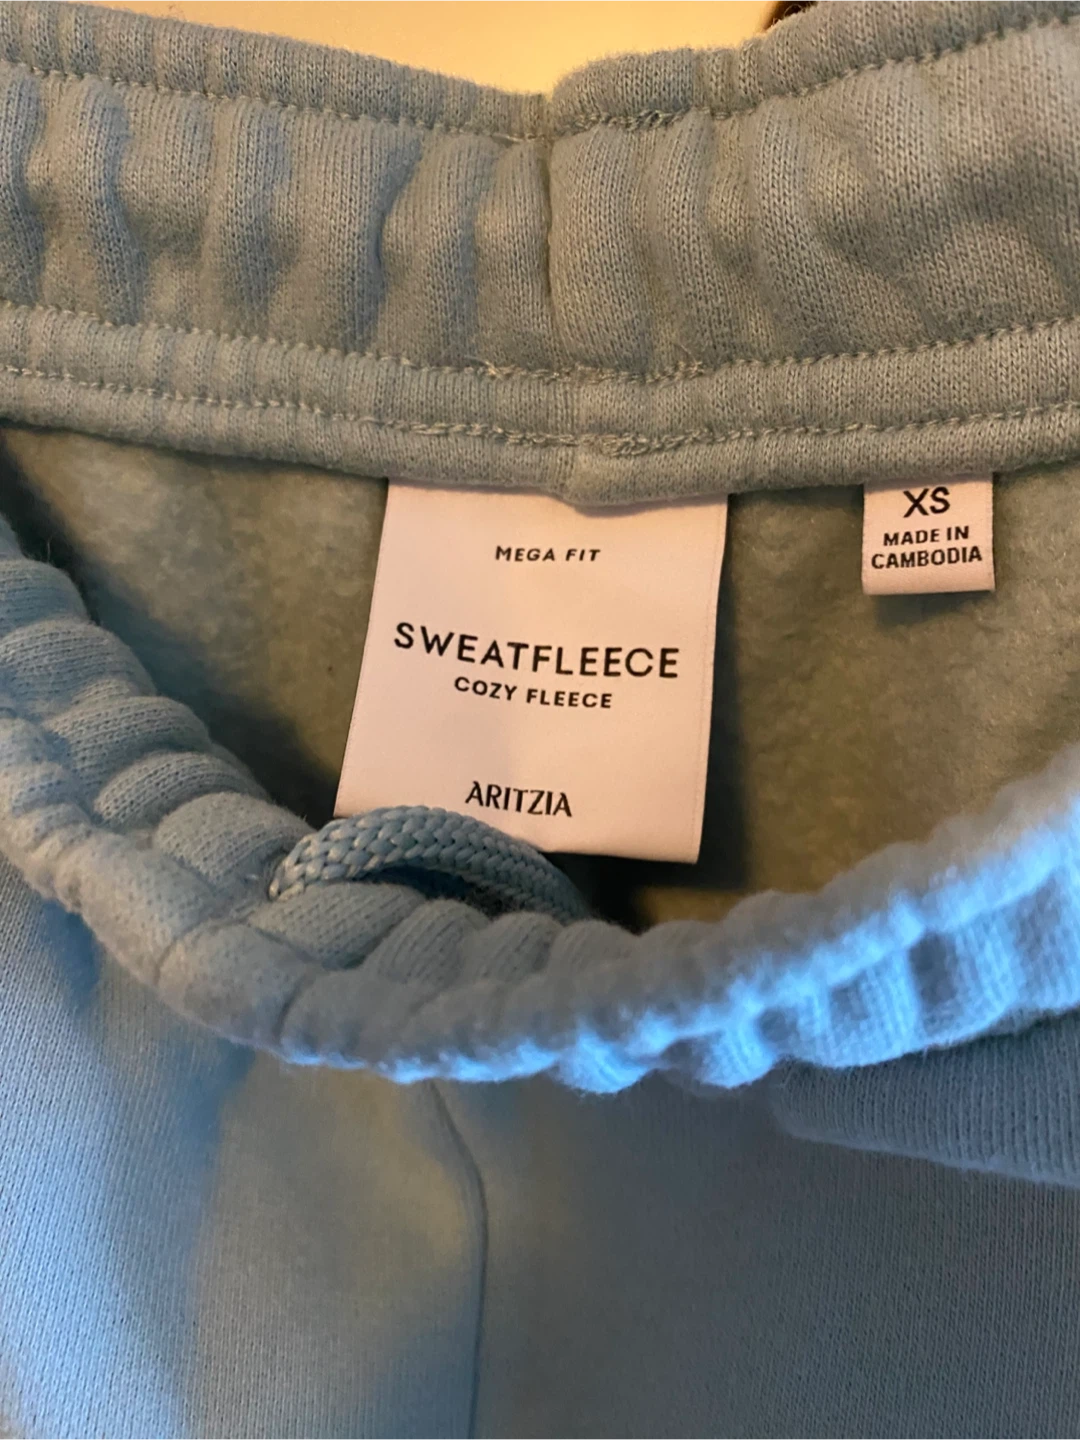 MEGA FIT
SWEATFLEECE
COZY FLEECE
ARITZIA
XS
MADE IN
CAMBODIA